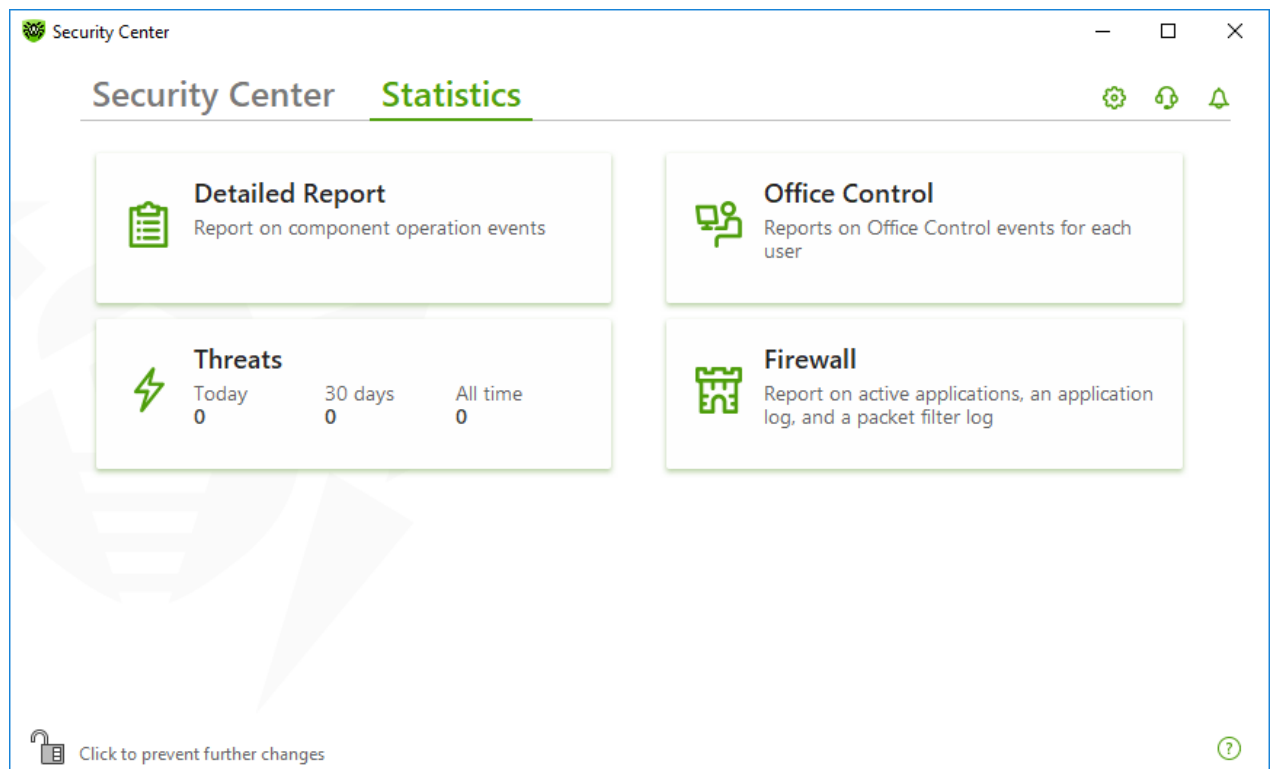 Security Center
Security Center Statistics
Detailed Report
Report on component operation events
Office Control
Reports on Office Control events for each
user
Threats
Today 30 days All time
0 0 0
Firewall
Report on active applications, an application
log, and a packet filter log
Click to prevent further changes
?